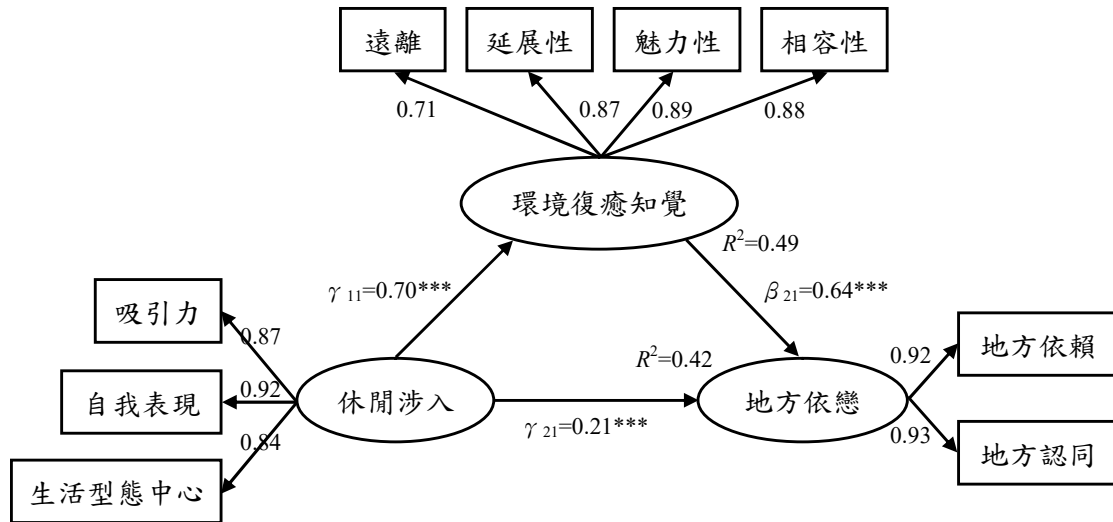 遠離
延展性
魅力性
相容性
0.71
0.87
0.89
0.88
環境復癒知覺
R²=0.49
γ₁₁=0.70***
β₂₁=0.64***
吸引力
0.87
自我表現
0.92
生活型態中心
0.84
休閒涉入
R²=0.42
γ₂₁=0.21***
地方依戀
0.92
地方依賴
0.93
地方認同